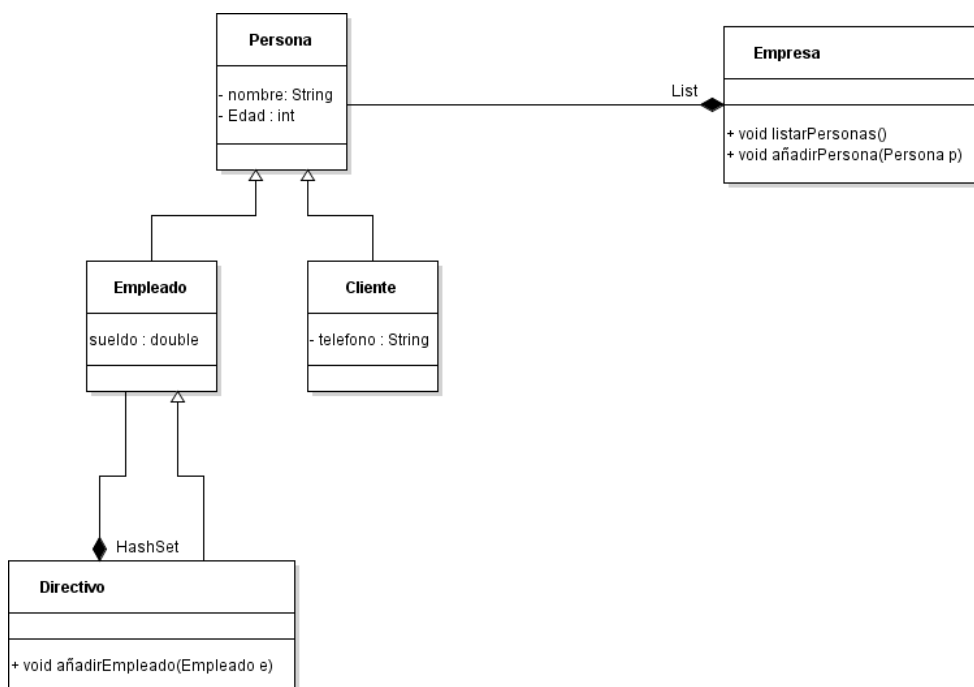 Persona
- nombre: String
- Edad : int
List
Empresa
+ void listarPersonas()
+ void añadirPersona(Persona p)
Empleado
sueldo : double
Cliente
- telefono : String
HashSet
Directivo
+ void añadirEmpleado(Empleado e)